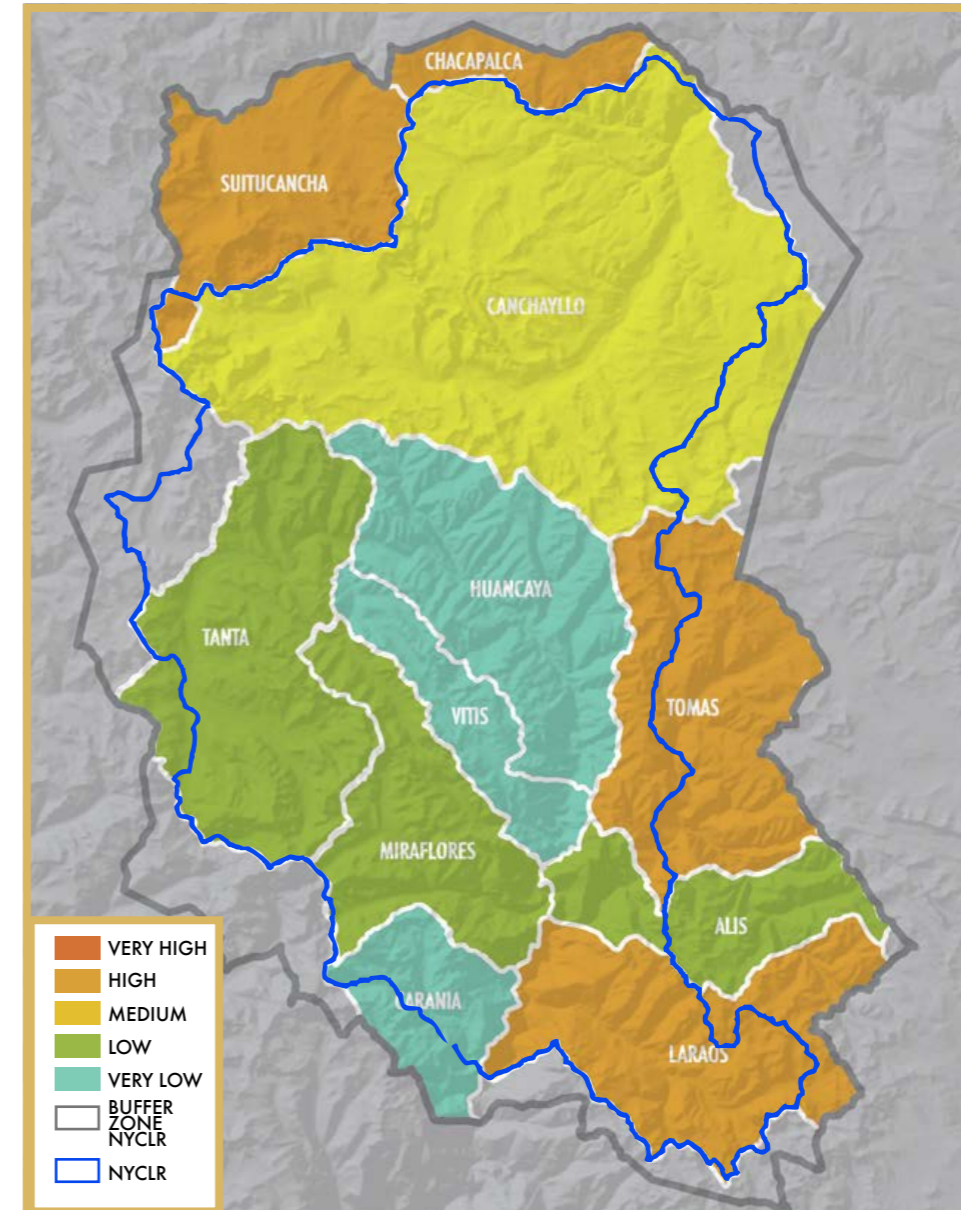 CHACAPALCA
SUITUCANCHA
CANCHAYLLO
HUANCAYA
TANTA
VITIS
TOMAS
MIRAFLORES
ALIS
CARANIA
LARAOS
VERY HIGH
HIGH
MEDIUM
LOW
VERY LOW
BUFFER
ZONE
NYCLR
NYCLR